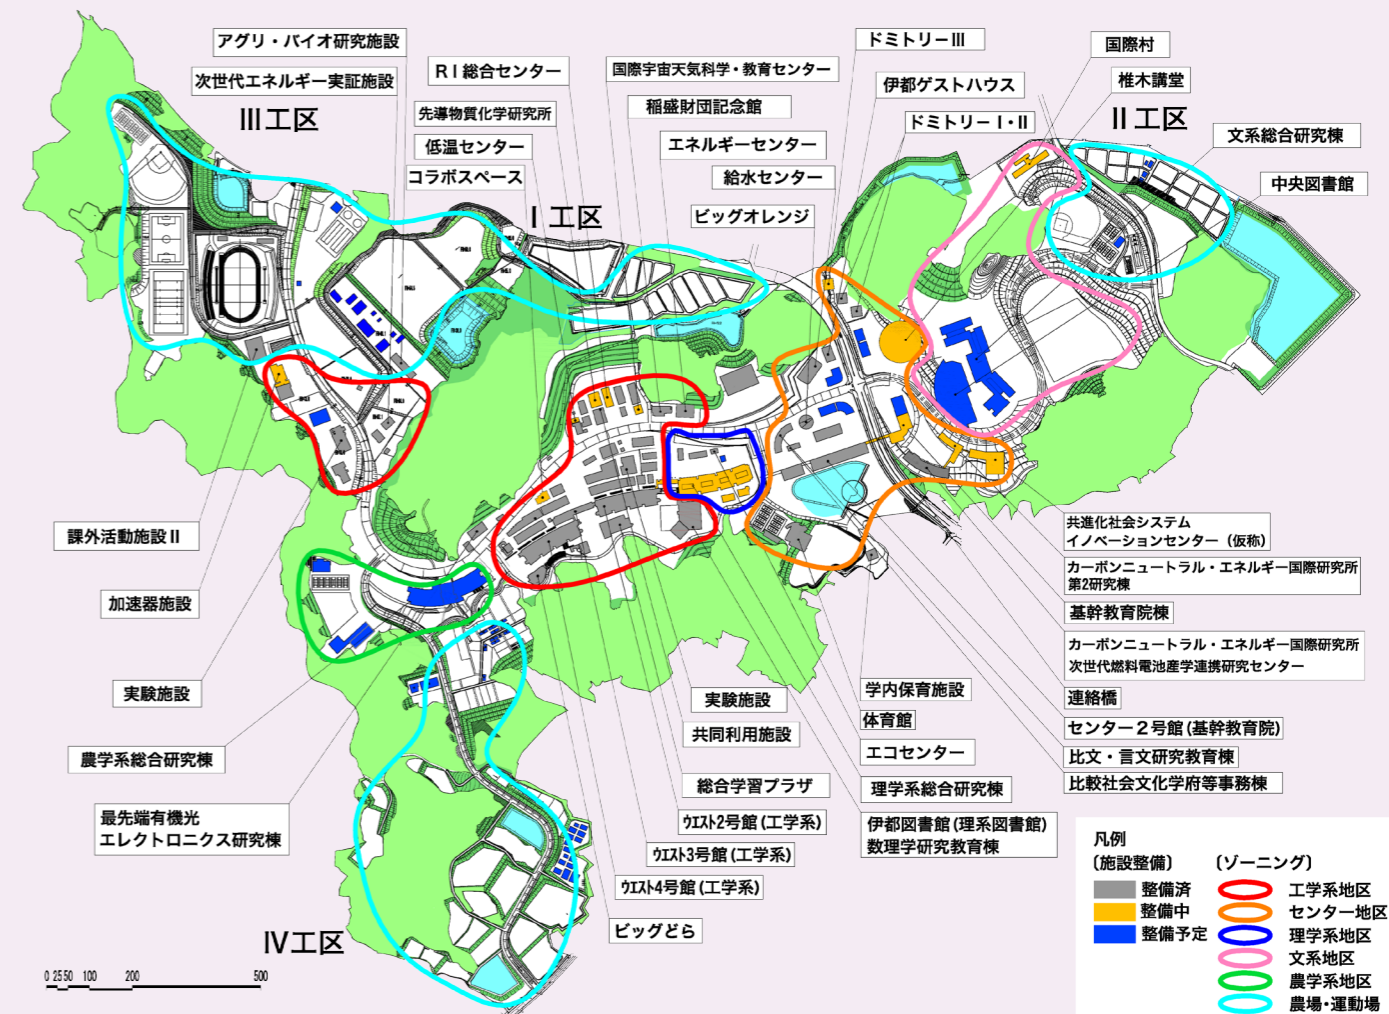 アグリ・バイオ研究施設
次世代エネルギー実証施設
III工区
RI総合センター
先導物質化学研究所
低温センター
コラボスペース
I工区
国際宇宙天気科学・教育センター
稲盛財団記念館
エネルギーセンター
給水センター
ビッグオレンジ
ドミトリーIII
伊都ゲストハウス
ドミトリーI・II
国際村
椎木講堂
II工区
文系総合研究棟
中央図書館
課外活動施設II
加速器施設
実験施設
農学系総合研究棟
最先端有機光
エレクトロニクス研究棟
IV工区
0 25 50 100 200 500
実験施設
共同利用施設
総合学習プラザ
ウエスト2号館(工学系)
ウエスト3号館(工学系)
ウエスト4号館(工学系)
ビッグどら
学内保育施設
体育館
エコセンター
理学系総合研究棟
伊都図書館(理系図書館)
数理学研究教育棟
共進化社会システム
イノベーションセンター(仮称)
カーボンニュートラル・エネルギー国際研究所
第2研究棟
基幹教育院棟
カーボンニュートラル・エネルギー国際研究所
次世代燃料電池産学連携研究センター
連絡橋
センター2号館(基幹教育院)
比文・言文研究教育棟
比較社会文化学府等事務棟
凡例
〔施設整備〕
整備済
整備中
整備予定
〔ゾーニング〕
工学系地区
センター地区
理学系地区
文系地区
農学系地区
農場・運動場